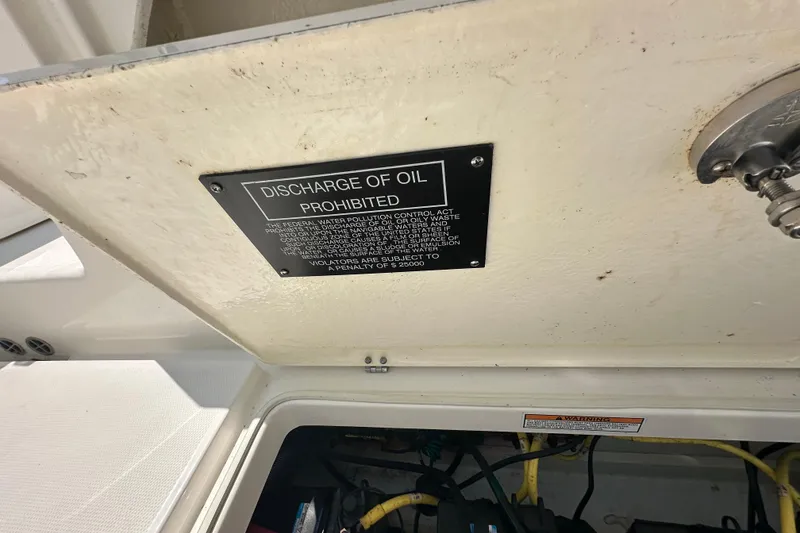 DISCHARGE OF OIL
PROHIBITED
THE FEDERAL WATER POLLUTION CONTROL ACT
PROHIBITS THE DISCHARGE OF OIL OR OILY WASTE
INTO OR UPON THE NAVIGABLE WATERS AND
CONTIGUOUS ZONE OF THE UNITED STATES IF
SUCH DISCHARGE CAUSES A FILM OR SHEEN
UPON OR DISCOLORATION OF, THE SURFACE OF
THE WATER, OR CAUSES A SLUDGE OR EMULSION
BENEATH THE SURFACE OF THE WATER
VIOLATORS ARE SUBJECT TO
A PENALTY OF $ 25000
WARNING